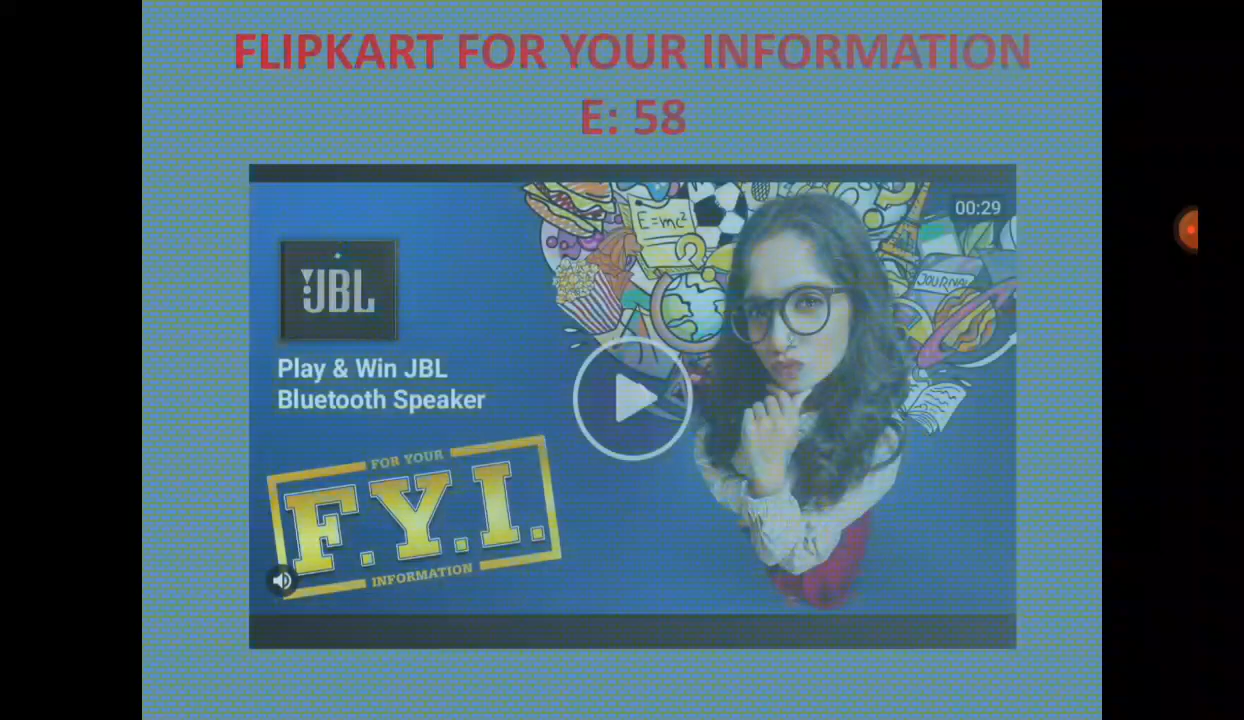 FLIPKART FOR YOUR INFORMATION
E: 58
00:29
E=mc²
JOURNAL
JBL
Play & Win JBL
Bluetooth Speaker
FOR YOUR
F.Y.I.
INFORMATION